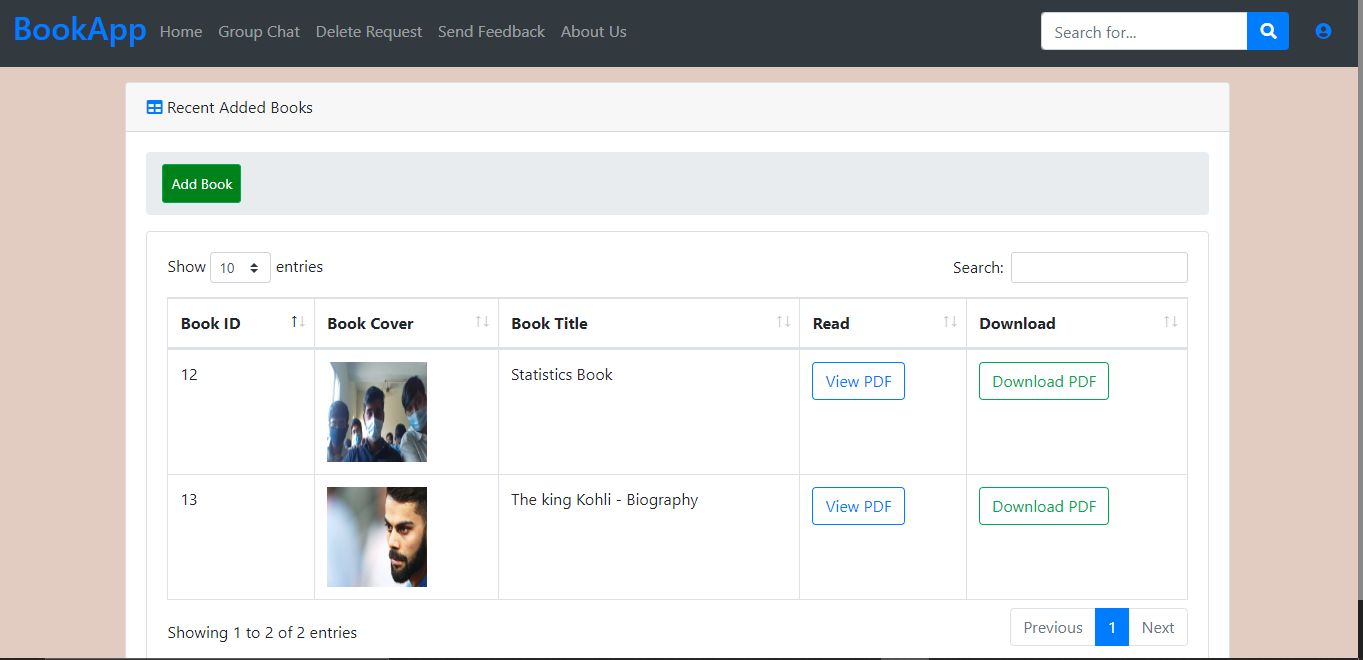 BookApp Home Group Chat Delete Request Send Feedback About Us Search for...
Recent Added Books
Add Book
Show 10 entries Search:
Book ID Book Cover Book Title Read Download
12 Statistics Book View PDF Download PDF
13 The king Kohli - Biography View PDF Download PDF
Showing 1 to 2 of 2 entries Previous 1 Next